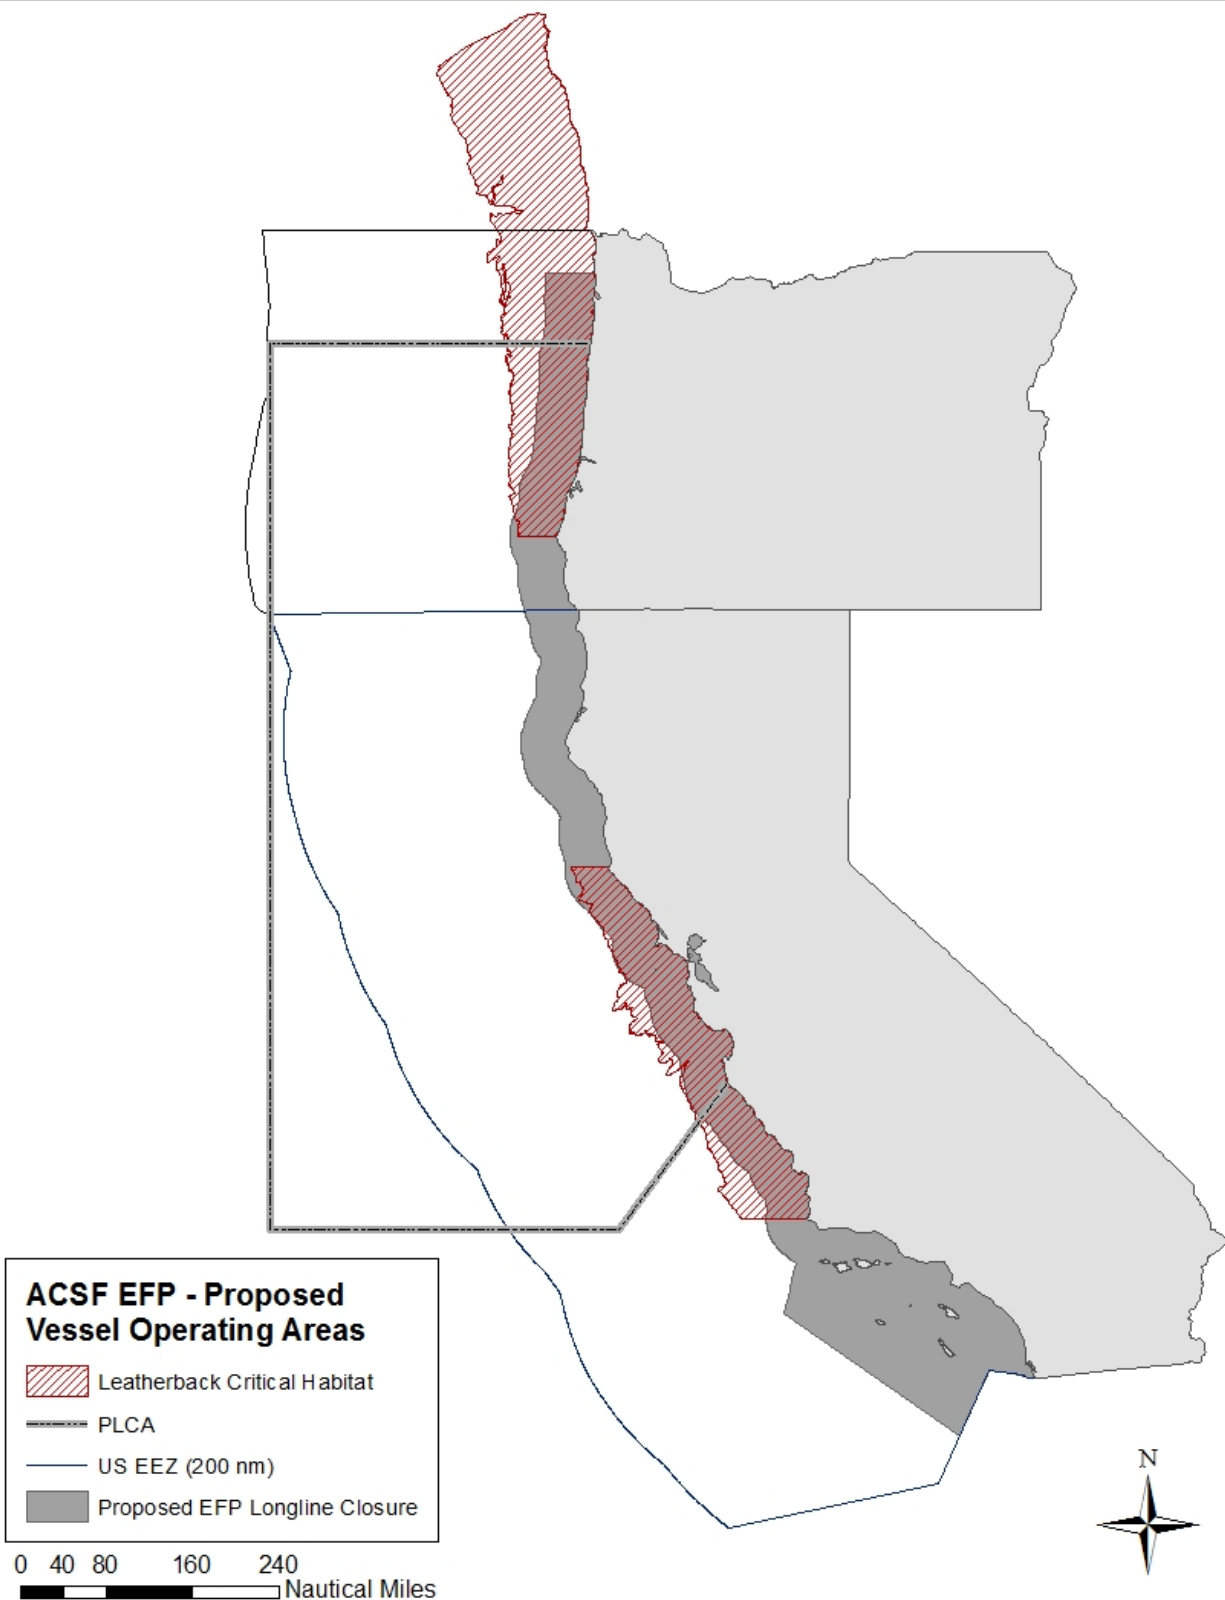 ACSF EFP - Proposed
Vessel Operating Areas
Leatherback Critical Habitat
PLCA
US EEZ (200 nm)
Proposed EFP Longline Closure
0 40 80 160 240
Nautical Miles
N